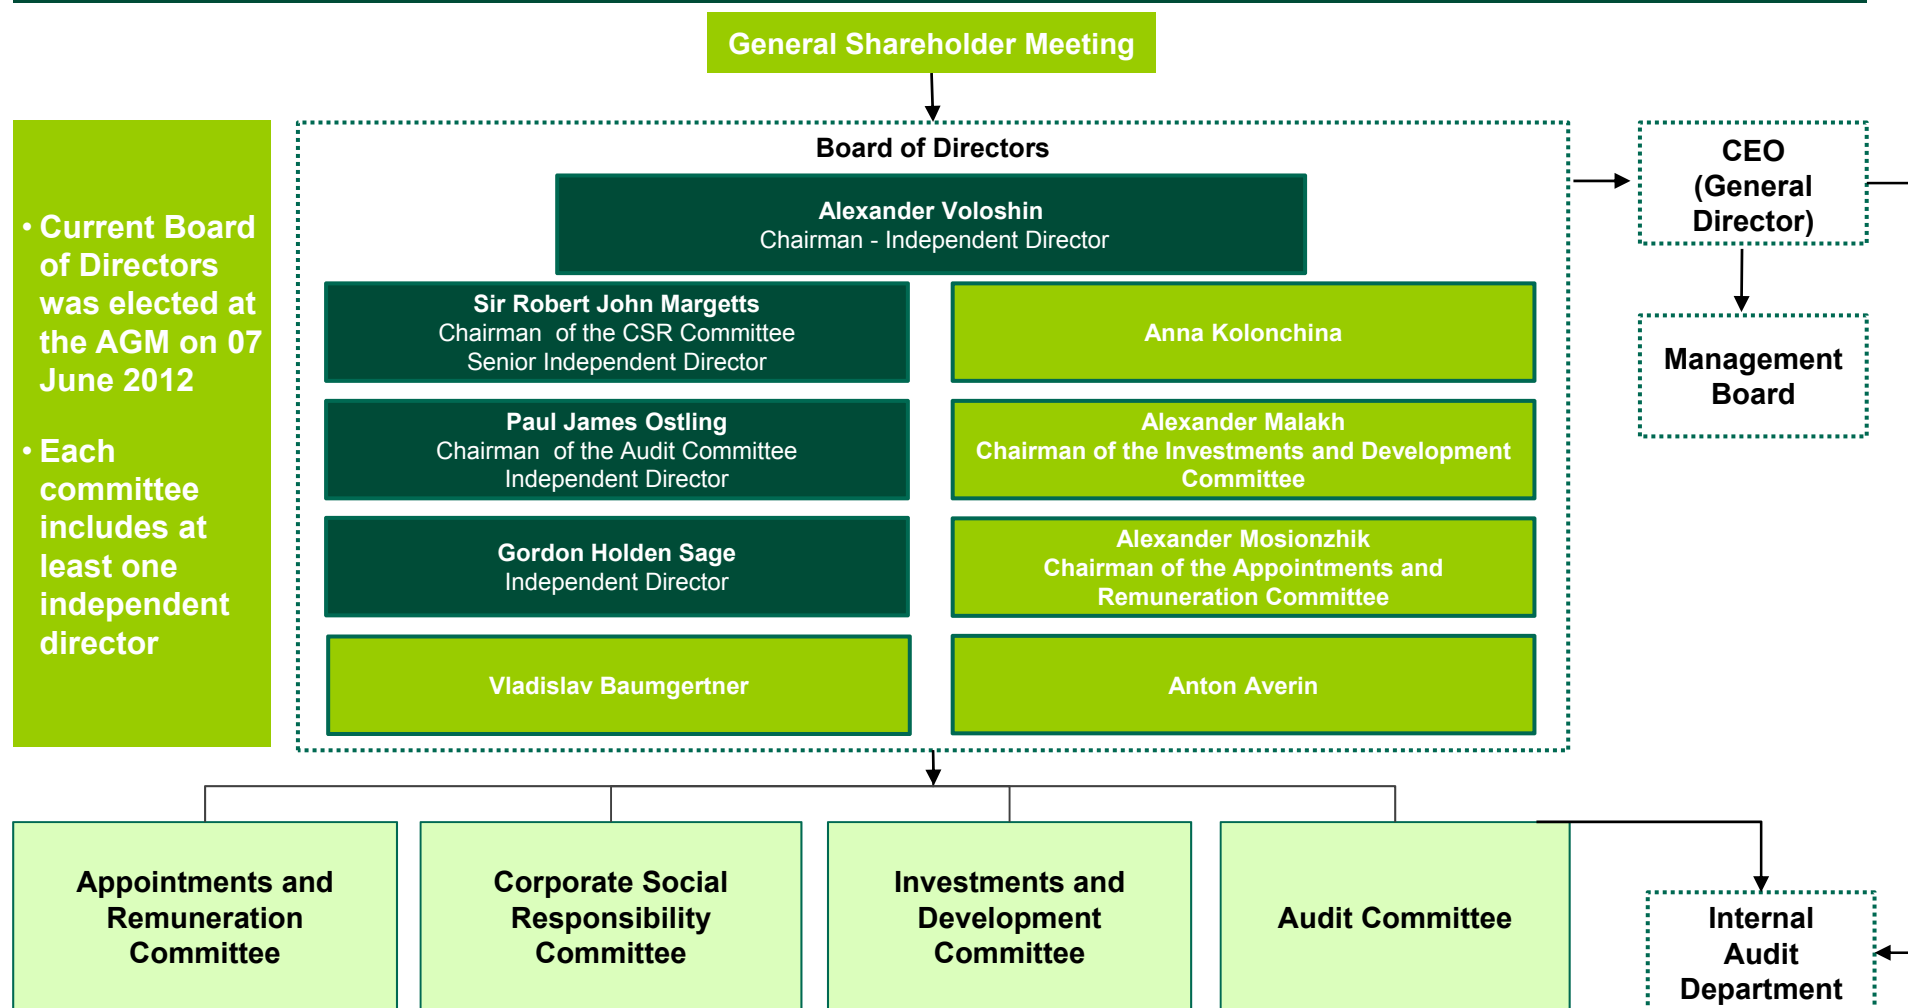 General Shareholder Meeting
• Current Board
of Directors
was elected at
the AGM on 07
June 2012
• Each
committee
includes at
least one
independent
director
Board of Directors
Alexander Voloshin
Chairman - Independent Director
Sir Robert John Margetts
Chairman of the CSR Committee
Senior Independent Director
Anna Kolonchina
Paul James Ostling
Chairman of the Audit Committee
Independent Director
Alexander Malakh
Chairman of the Investments and Development
Committee
Gordon Holden Sage
Independent Director
Alexander Mosionzhik
Chairman of the Appointments and
Remuneration Committee
Vladislav Baumgertner
Anton Averin
CEO
(General
Director)
Management
Board
Appointments and
Remuneration
Committee
Corporate Social
Responsibility
Committee
Investments and
Development
Committee
Audit Committee
Internal
Audit
Department